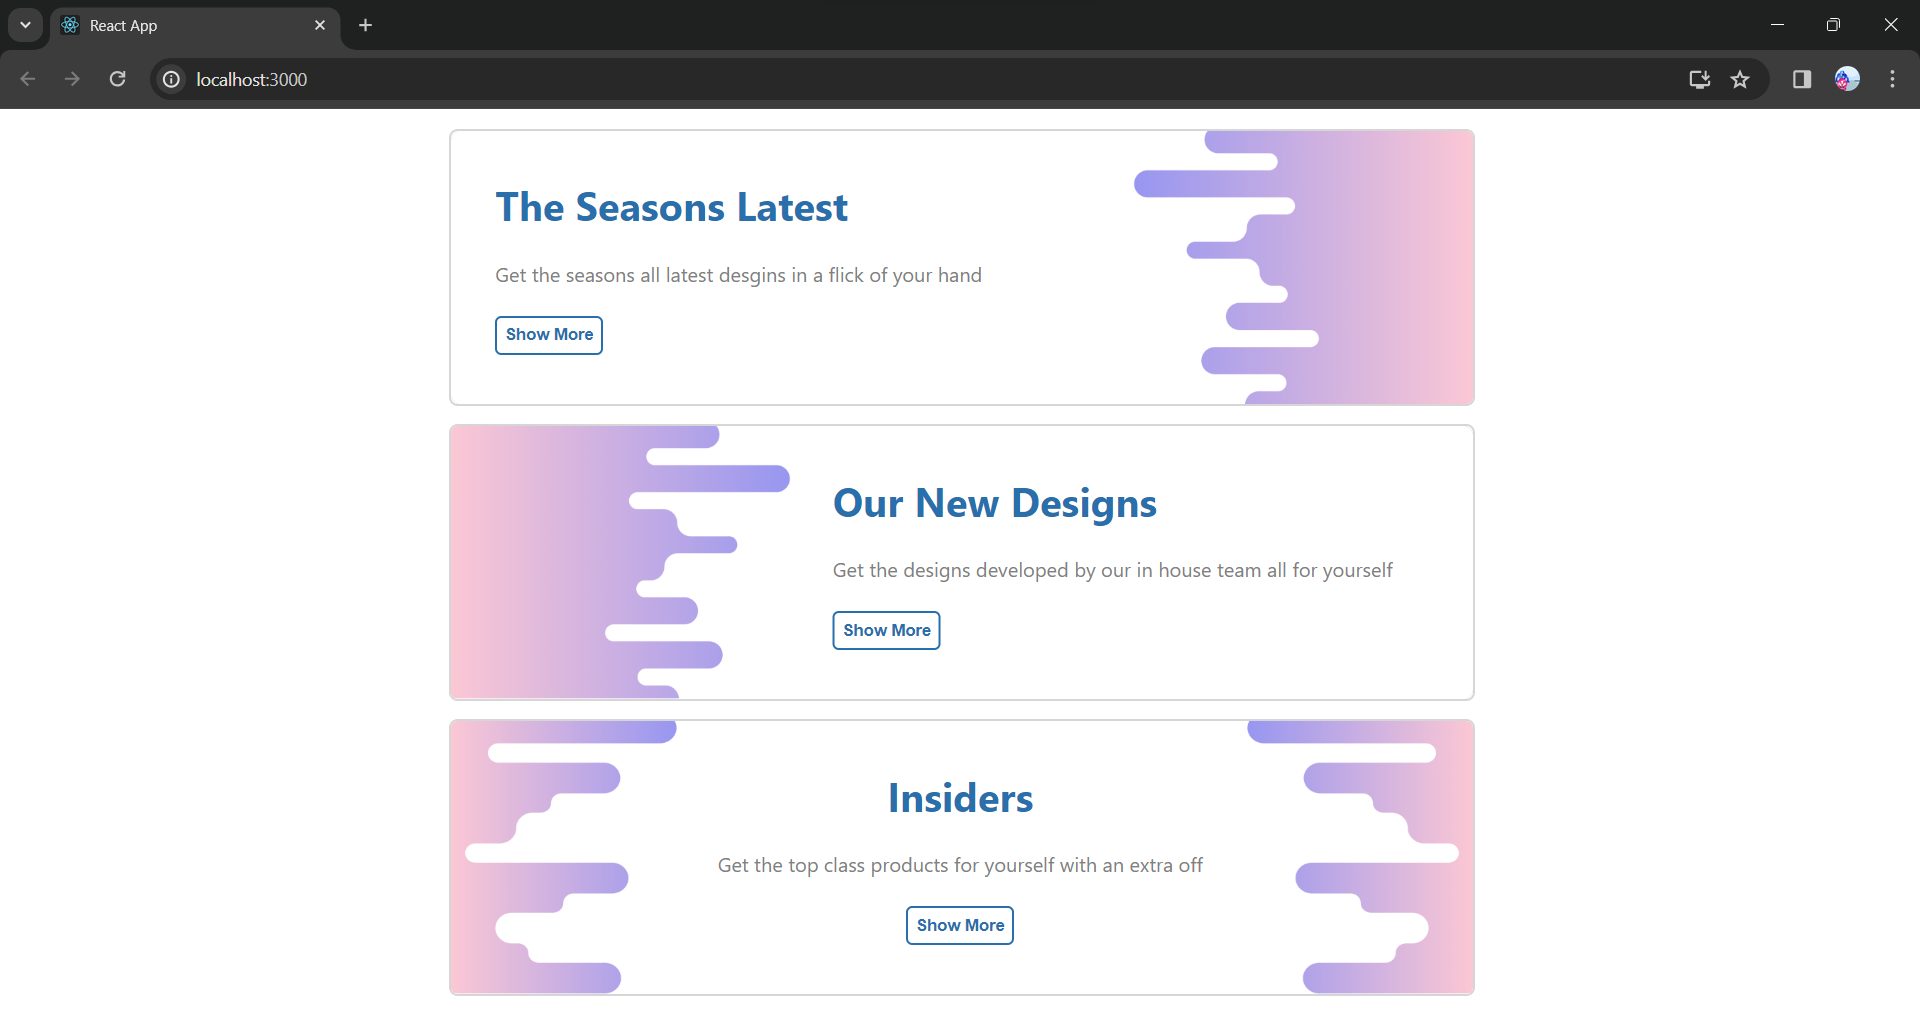 React App
localhost:3000
The Seasons Latest
Get the seasons all latest desgins in a flick of your hand
Show More
Our New Designs
Get the designs developed by our in house team all for yourself
Show More
Insiders
Get the top class products for yourself with an extra off
Show More